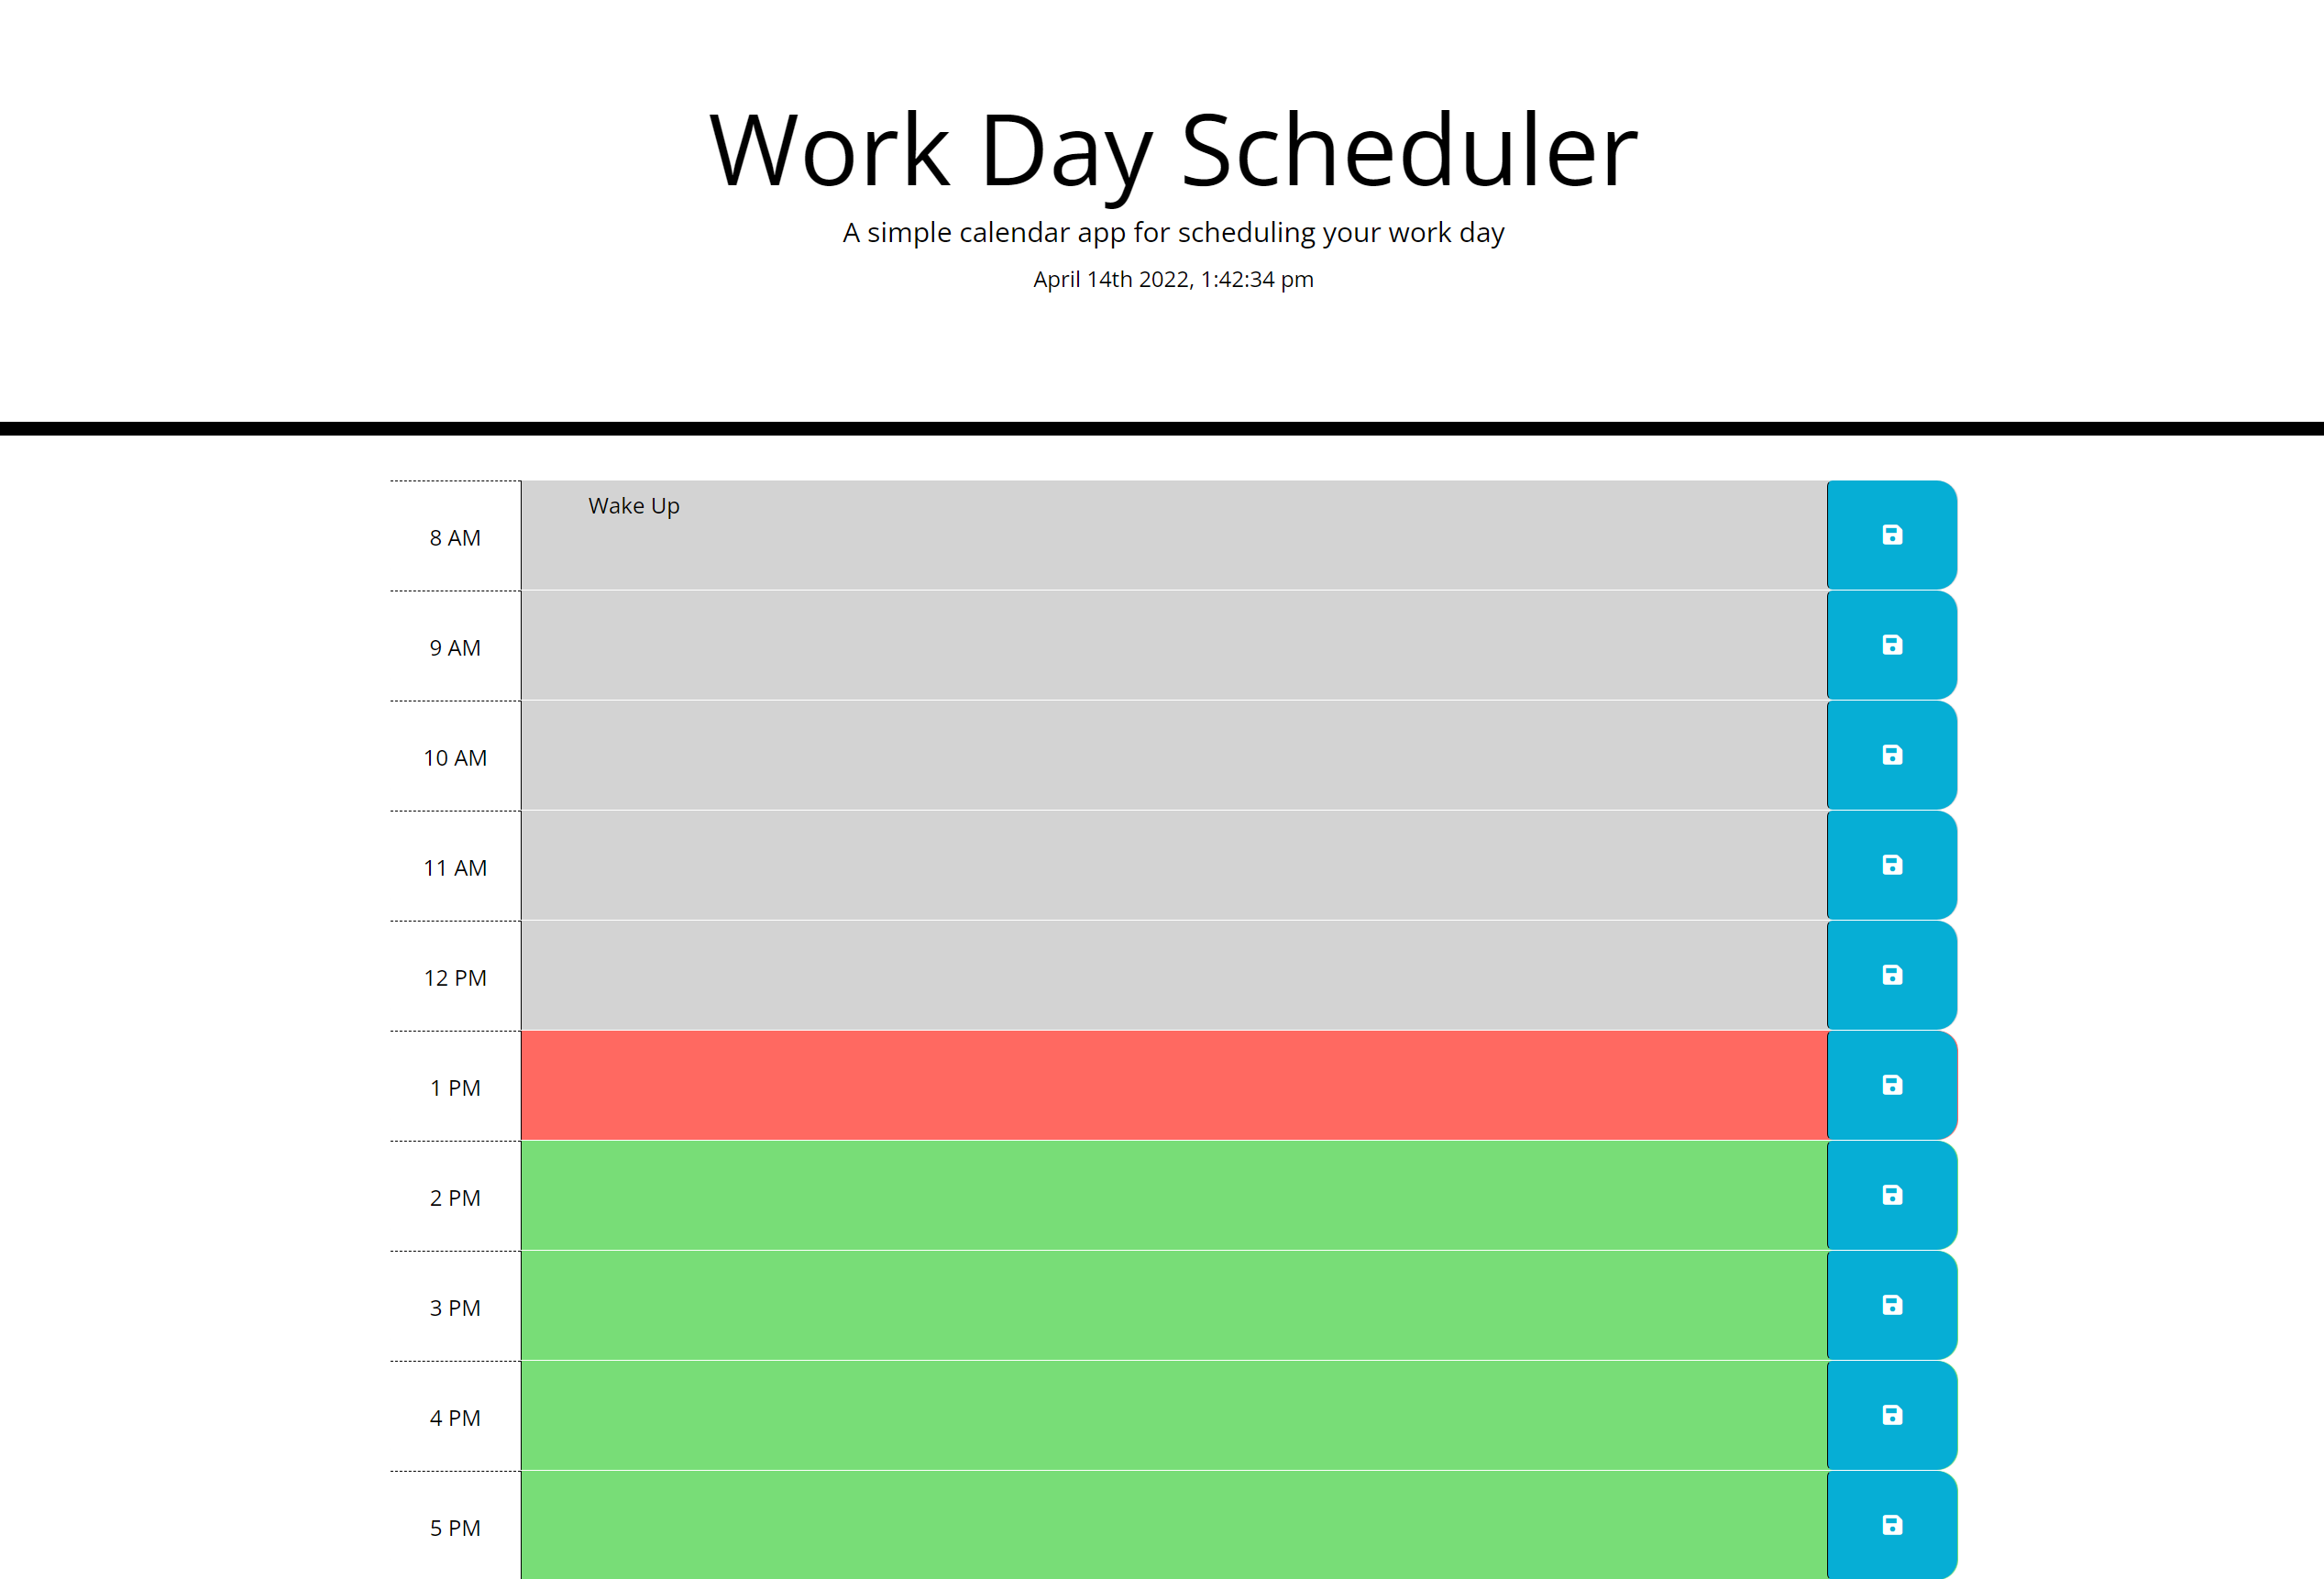 Work Day Scheduler
A simple calendar app for scheduling your work day
April 14th 2022, 1:42:34 pm
8 AM
Wake Up
9 AM
10 AM
11 AM
12 PM
1 PM
2 PM
3 PM
4 PM
5 PM